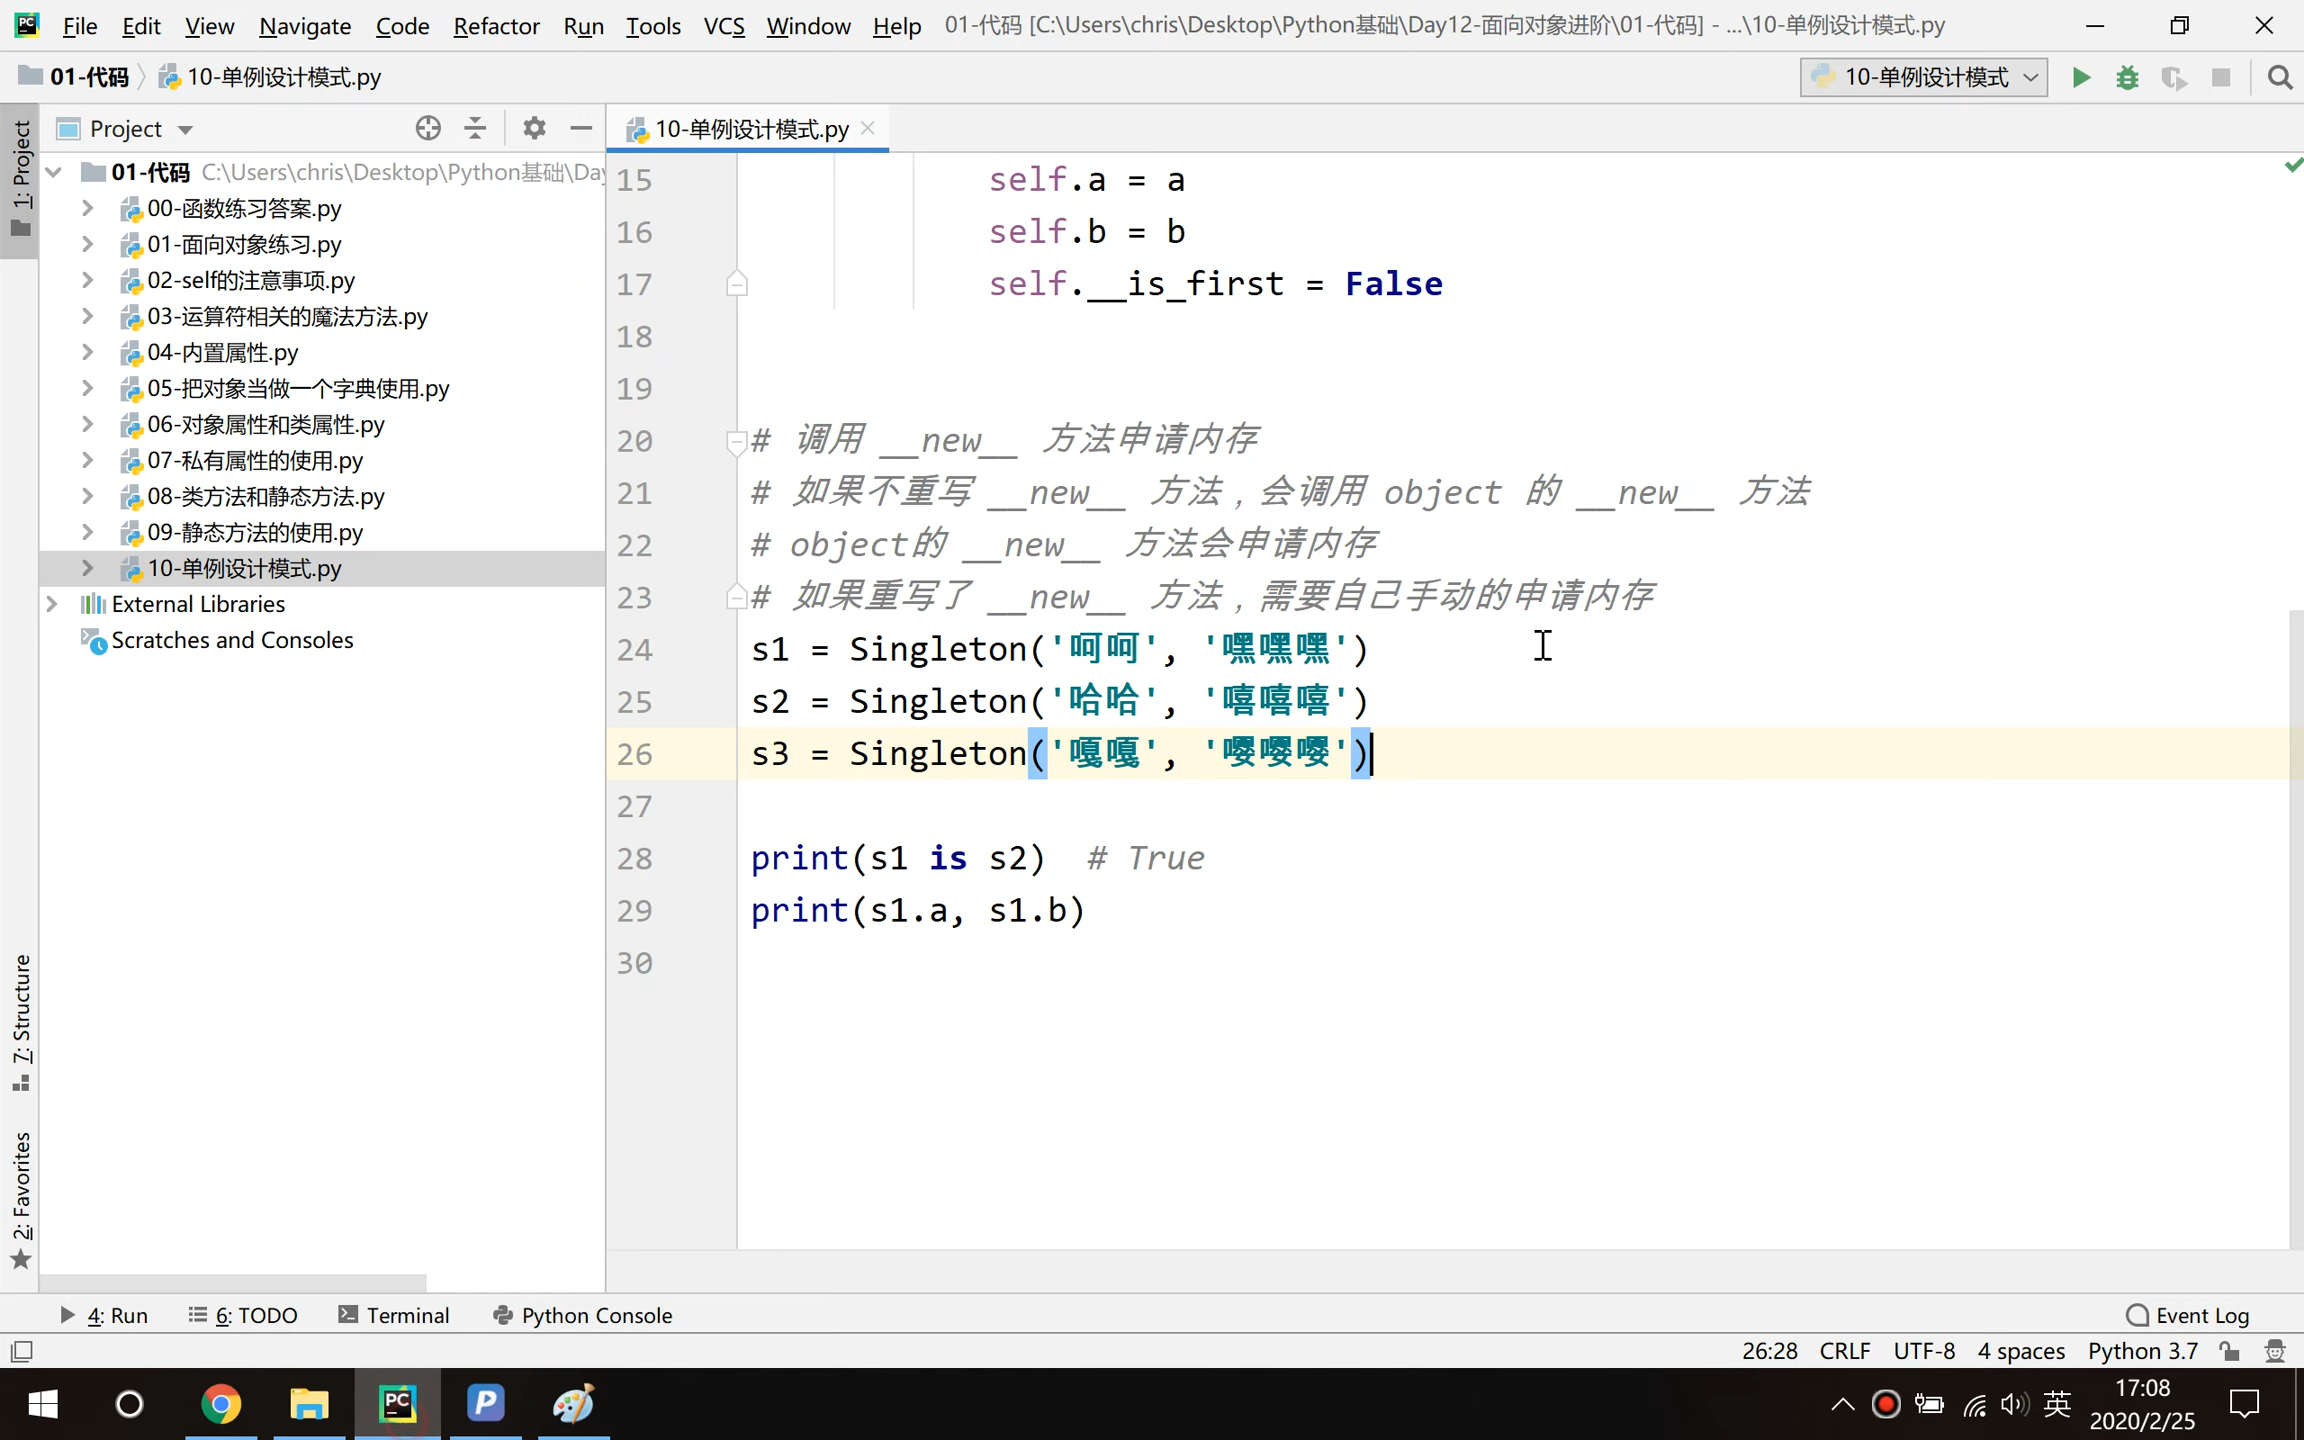 File Edit View Navigate Code Refactor Run Tools VCS Window Help 01-代码 [C:\Users\chris\Desktop\Python基础\Day12-面向对象进阶\01-代码] - ...\10-单例设计模式.py
01-代码 10-单例设计模式.py 10-单例设计模式
1: Project
Project
10-单例设计模式.py
01-代码 C:\Users\chris\Desktop\Python基础\Day
00-函数练习答案.py
01-面向对象练习.py
02-self的注意事项.py
03-运算符相关的魔法方法.py
04-内置属性.py
05-把对象当做一个字典使用.py
06-对象属性和类属性.py
07-私有属性的使用.py
08-类方法和静态方法.py
09-静态方法的使用.py
10-单例设计模式.py
External Libraries
Scratches and Consoles
15 self.a = a
16 self.b = b
17 self.__is_first = False
18
19
20 # 调用 __new__ 方法申请内存
21 # 如果不重写 __new__ 方法，会调用 object 的 __new__ 方法
22 # object的 __new__ 方法会申请内存
23 # 如果重写了 __new__ 方法，需要自己手动的申请内存
24 s1 = Singleton('呵呵', '嘿嘿嘿')
25 s2 = Singleton('哈哈', '嘻嘻嘻')
26 s3 = Singleton('嘎嘎', '嘤嘤嘤')
27
28 print(s1 is s2)  # True
29 print(s1.a, s1.b)
30
7: Structure
2: Favorites
4: Run 6: TODO Terminal Python Console Event Log
26:28 CRLF UTF-8 4 spaces Python 3.7
英
17:08
2020/2/25